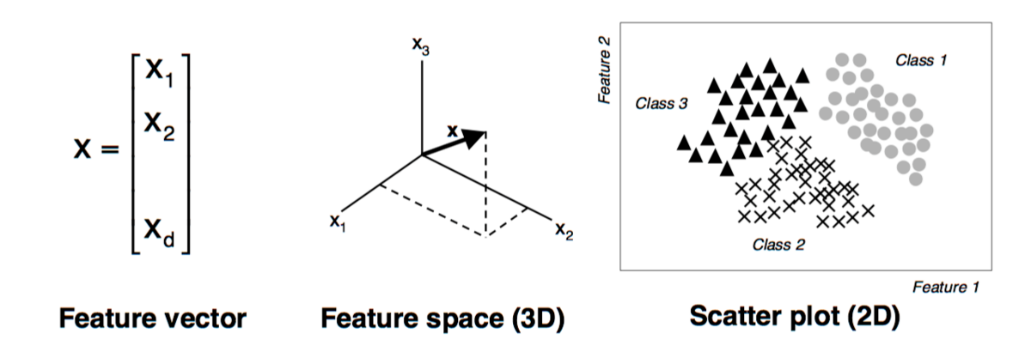 X =
X1
X2
Xd
Feature vector
x3
x
x1
x2
Feature space (3D)
Feature 2
Class 1
Class 3
Class 2
Feature 1
Scatter plot (2D)